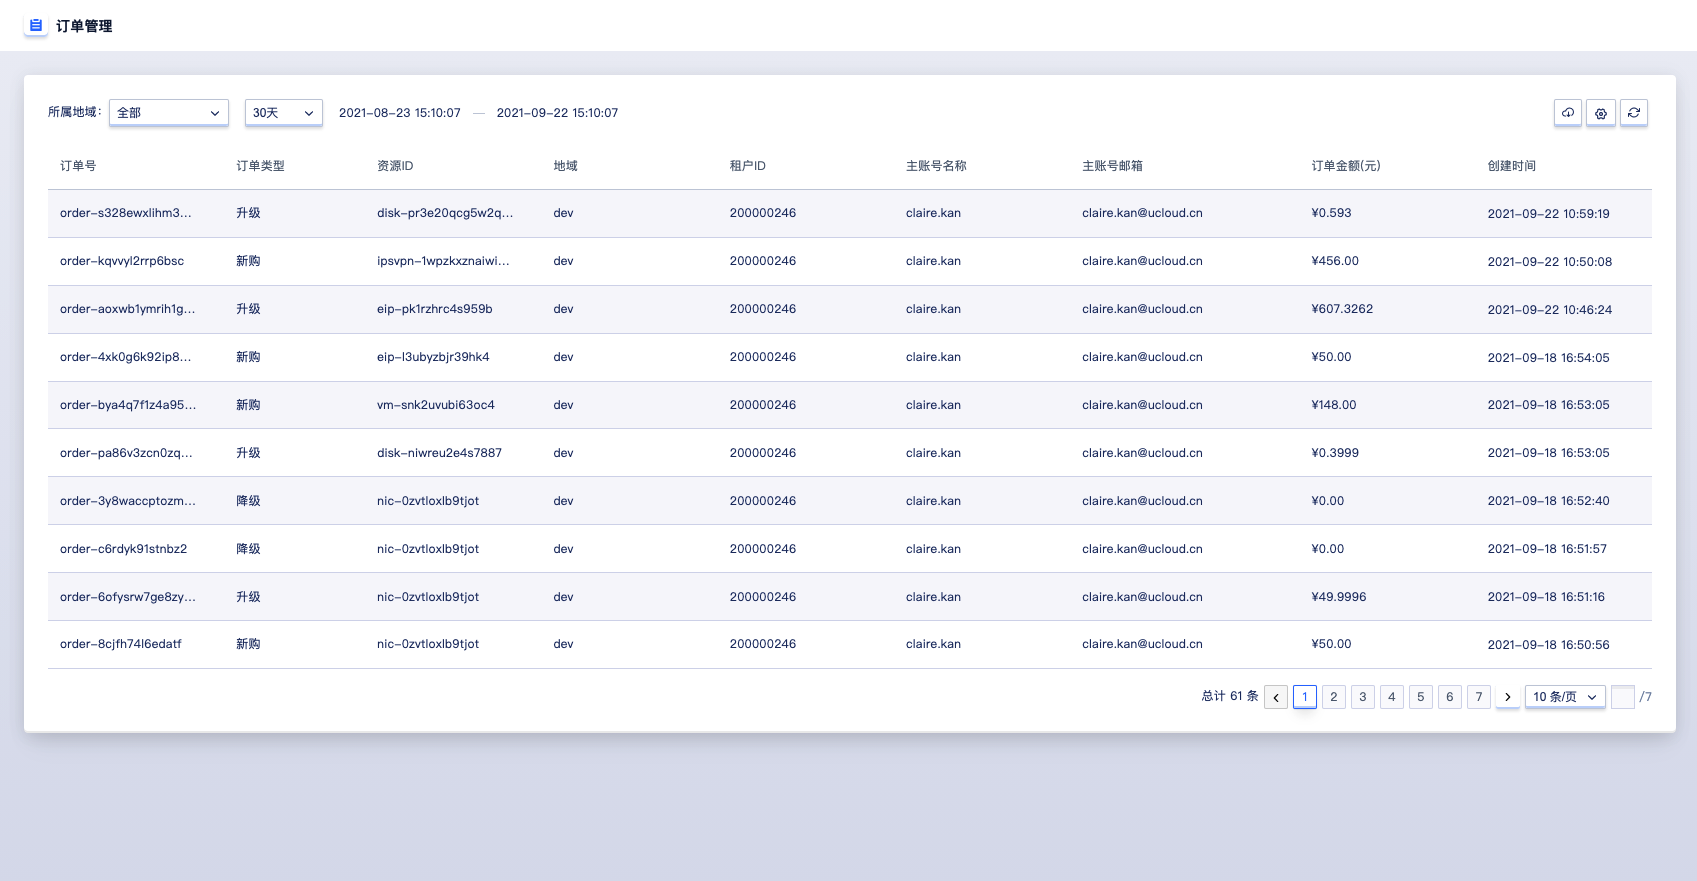 订单管理
所属地域: 全部 30天 2021-08-23 15:10:07 — 2021-09-22 15:10:07
订单号 订单类型 资源ID 地域 租户ID 主账号名称 主账号邮箱 订单金额(元) 创建时间
order-s328ewxlihm3... 升级 disk-pr3e20qcg5w2q... dev 200000246 claire.kan claire.kan@ucloud.cn ¥0.593 2021-09-22 10:59:19
order-kqvvyl2rrp6bsc 新购 ipsvpn-1wpzkxznaiwi... dev 200000246 claire.kan claire.kan@ucloud.cn ¥456.00 2021-09-22 10:50:08
order-aoxwb1ymrih1g... 升级 eip-pk1rzhrc4s959b dev 200000246 claire.kan claire.kan@ucloud.cn ¥607.3262 2021-09-22 10:46:24
order-4xk0g6k92ip8... 新购 eip-l3ubyzbjr39hk4 dev 200000246 claire.kan claire.kan@ucloud.cn ¥50.00 2021-09-18 16:54:05
order-bya4q7f1z4a95... 新购 vm-snk2uvubi63oc4 dev 200000246 claire.kan claire.kan@ucloud.cn ¥148.00 2021-09-18 16:53:05
order-pa86v3zcn0zq... 升级 disk-niwreu2e4s7887 dev 200000246 claire.kan claire.kan@ucloud.cn ¥0.3999 2021-09-18 16:53:05
order-3y8waccptozm... 降级 nic-0zvtloxlb9tjot dev 200000246 claire.kan claire.kan@ucloud.cn ¥0.00 2021-09-18 16:52:40
order-c6rdyk91stnbz2 降级 nic-0zvtloxlb9tjot dev 200000246 claire.kan claire.kan@ucloud.cn ¥0.00 2021-09-18 16:51:57
order-6ofysrw7ge8zy... 升级 nic-0zvtloxlb9tjot dev 200000246 claire.kan claire.kan@ucloud.cn ¥49.9996 2021-09-18 16:51:16
order-8cjfh74l6edatf 新购 nic-0zvtloxlb9tjot dev 200000246 claire.kan claire.kan@ucloud.cn ¥50.00 2021-09-18 16:50:56
总计 61 条 1 2 3 4 5 6 7 10 条/页 /7